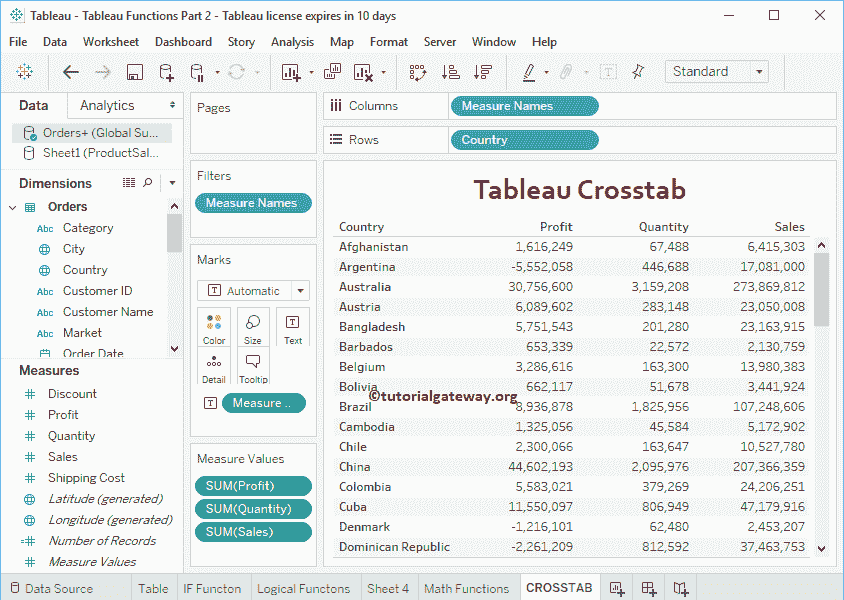 Tableau - Tableau Functions Part 2 - Tableau license expires in 10 days
File Data Worksheet Dashboard Story Analysis Map Format Server Window Help
Standard
Data Analytics
Orders+ (Global Su...
Sheet1 (ProductSal...
Dimensions
Orders
Abc Category
City
Country
Abc Customer ID
Abc Customer Name
Abc Market
Order Date
Measures
Discount
Profit
Quantity
Sales
Shipping Cost
Latitude (generated)
Longitude (generated)
Number of Records
Measure Values
Pages
Filters
Measure Names
Marks
T Automatic
Color Size Text
Detail Tooltip
Measure ..
Measure Values
SUM(Profit)
SUM(Quantity)
SUM(Sales)
Columns Measure Names
Rows Country
Tableau Crosstab
Country Profit Quantity Sales
Afghanistan 1,616,249 67,488 6,415,303
Argentina -5,552,058 446,688 17,081,000
Australia 30,756,600 3,159,208 273,869,812
Austria 6,089,602 283,148 23,050,008
Bangladesh 5,751,543 201,280 23,163,915
Barbados 653,339 22,572 2,130,759
Belgium 3,286,616 163,300 13,980,383
Bolivia 662,117 51,678 3,441,924
©tutorialgateway.org
Brazil 8,936,878 1,825,956 107,248,606
Cambodia 1,325,056 45,584 5,172,902
Chile 2,300,066 163,647 10,527,780
China 44,602,193 2,095,976 207,366,359
Colombia 5,583,021 379,269 24,206,251
Cuba 11,550,097 806,949 47,179,916
Denmark -1,216,101 62,480 2,453,207
Dominican Republic -2,261,209 812,592 37,463,753
Data Source Table IF Functon Logical Functons Sheet 4 Math Functions CROSSTAB